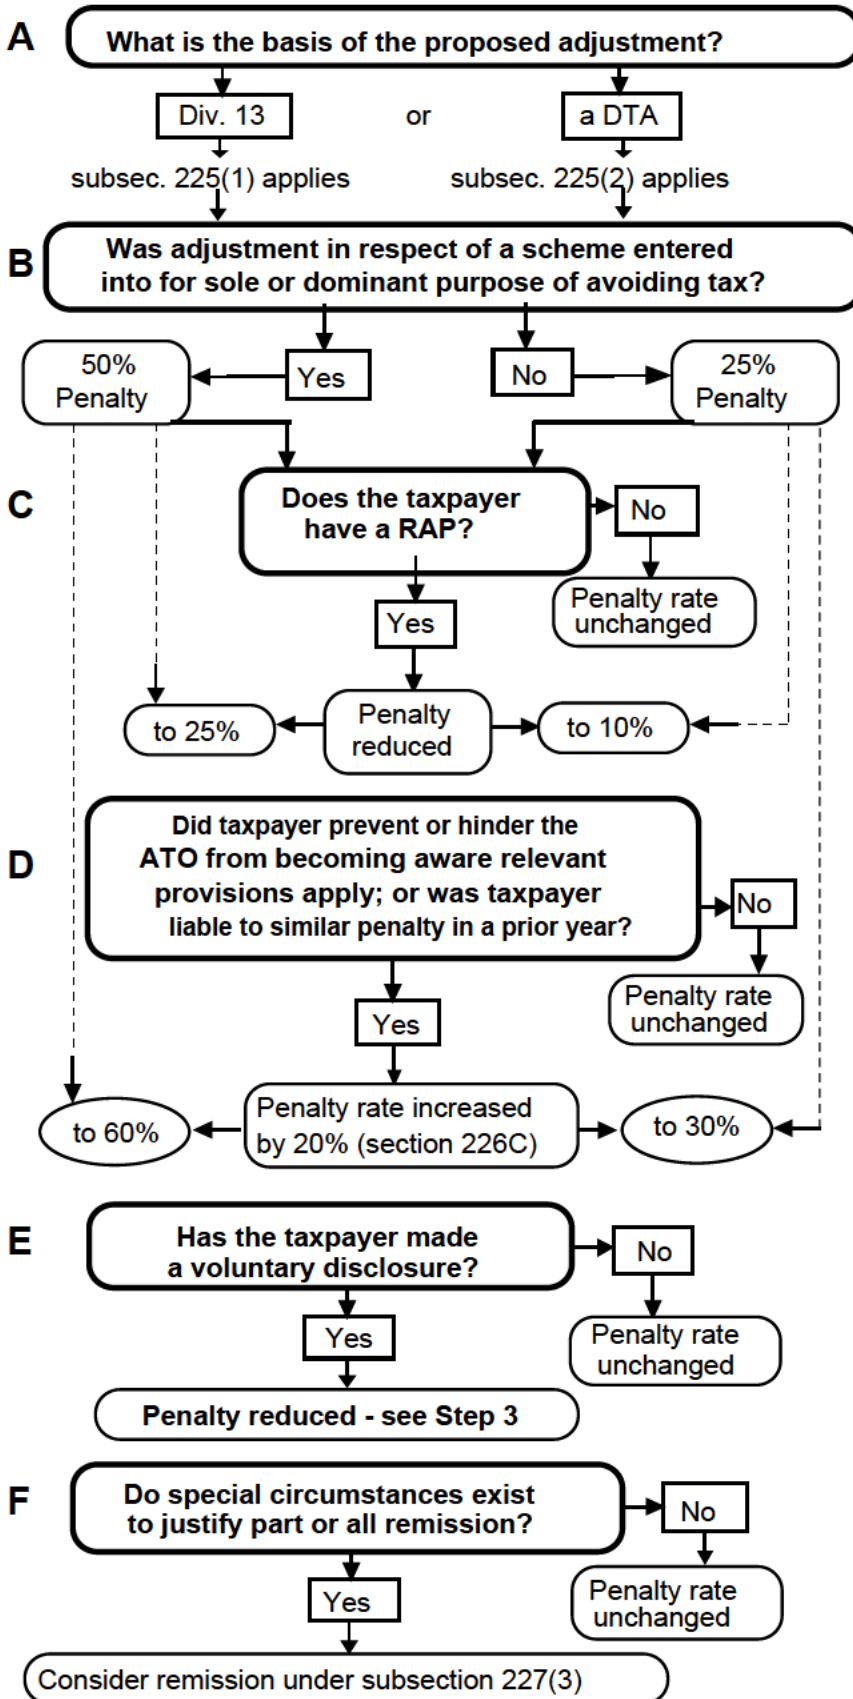 A
What is the basis of the proposed adjustment?
Div. 13
or
a DTA
subsec. 225(1) applies
subsec. 225(2) applies
B
Was adjustment in respect of a scheme entered
into for sole or dominant purpose of avoiding tax?
50%
Penalty
Yes
No
25%
Penalty
C
Does the taxpayer
have a RAP?
No
Penalty rate
unchanged
Yes
to 25%
Penalty
reduced
to 10%
D
Did taxpayer prevent or hinder the
ATO from becoming aware relevant
provisions apply; or was taxpayer
liable to similar penalty in a prior year?
No
Penalty rate
unchanged
Yes
to 60%
Penalty rate increased
by 20% (section 226C)
to 30%
E
Has the taxpayer made
a voluntary disclosure?
No
Penalty rate
unchanged
Yes
Penalty reduced - see Step 3
F
Do special circumstances exist
to justify part or all remission?
No
Penalty rate
unchanged
Yes
Consider remission under subsection 227(3)